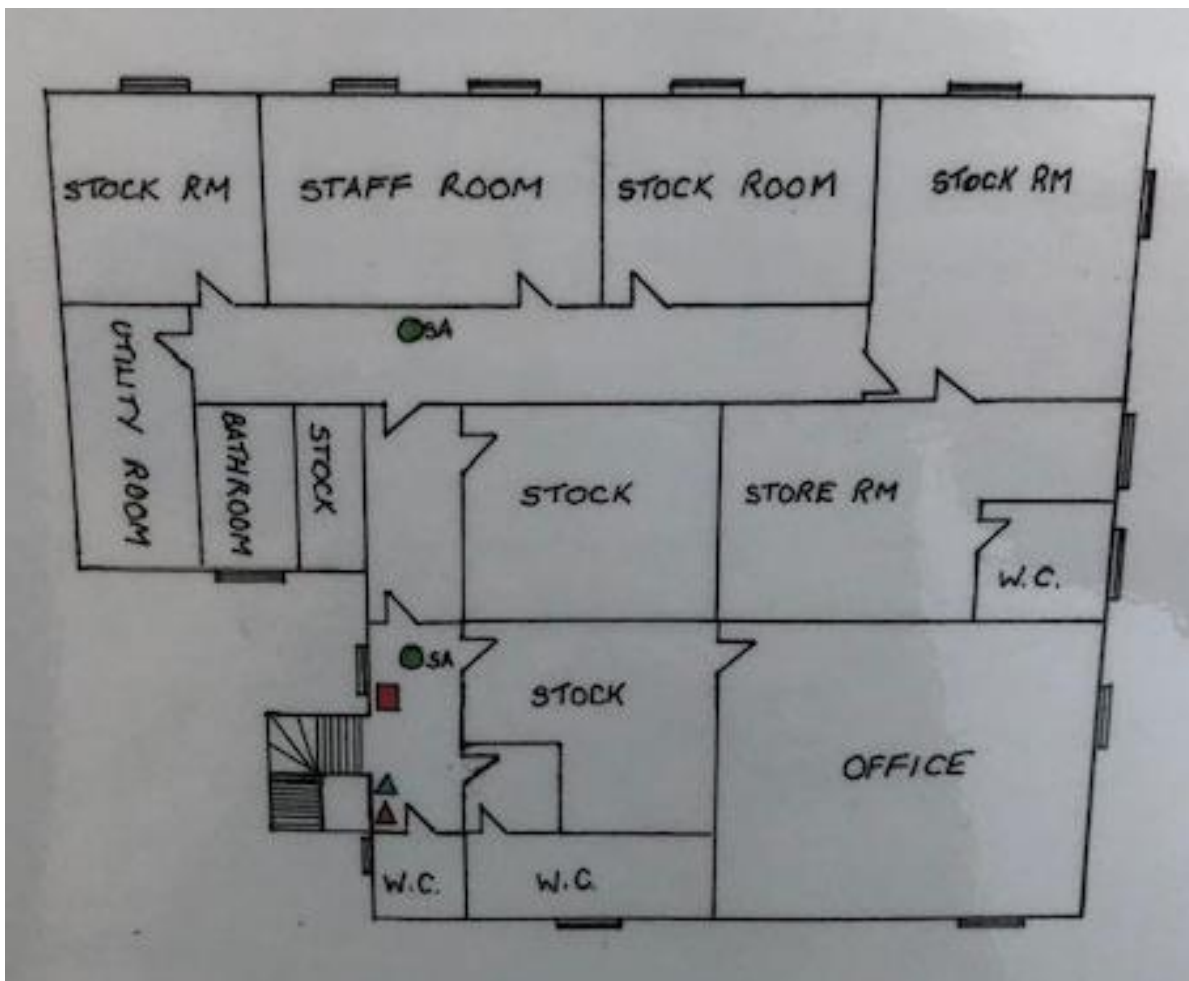 STOCK RM
STAFF ROOM
STOCK ROOM
STOCK RM
UTILITY ROOM
SA
BATHROOM
STOCK
STOCK
STORE RM
W.C.
SA
STOCK
OFFICE
W.C.
W.C.